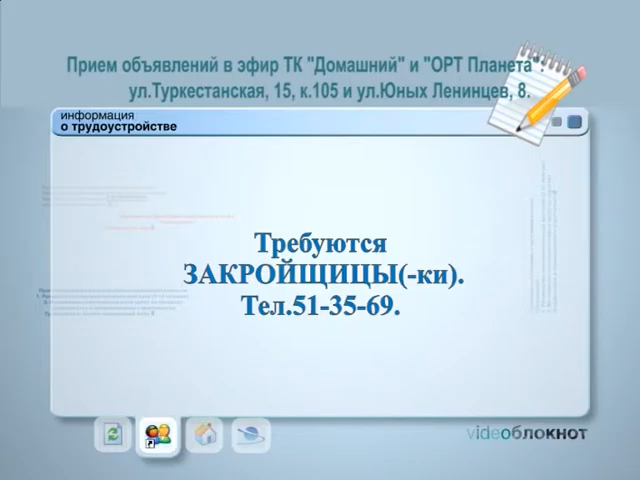 Прием объявлений в эфир ТК "Домашний" и "ОРТ Планета":
ул.Туркестанская, 15, к.105 и ул.Юных Ленинцев, 8.
информация
о трудоустройстве
Требуются
ЗАКРОЙЩИЦЫ(-ки).
Тел.51-35-69.
videoблокнот